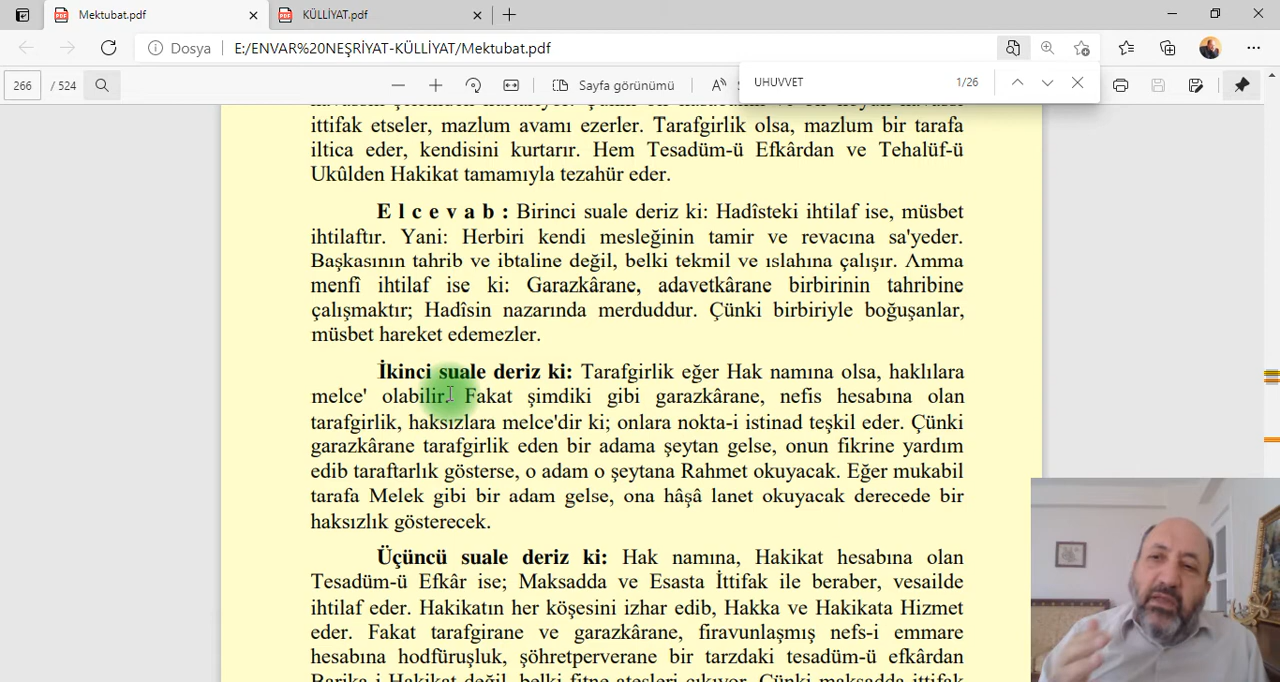 Mektubat.pdf
KÜLLİYAT.pdf
Dosya
E:/ENVAR%20NEŞRİYAT-KÜLLİYAT/Mektubat.pdf
266 / 524
Sayfa görünümü
UHUVVET
1/26
ittifak etseler, mazlum avamı ezerler. Tarafgirlik olsa, mazlum bir tarafa
iltica eder, kendisini kurtarır. Hem Tesadüm-ü Efkârdan ve Tehalüf-ü
Ukûlden Hakikat tamamıyla tezahür eder.
E l c e v a b : Birinci suale deriz ki: Hadîsteki ihtilaf ise, müsbet
ihtilaftır. Yani: Herbiri kendi mesleğinin tamir ve revacına sa'yeder.
Başkasının tahrib ve ibtaline değil, belki tekmil ve ıslahına çalışır. Amma
menfî ihtilaf ise ki: Garazkârane, adavetkârane birbirinin tahribine
çalışmaktır; Hadîsin nazarında merduddur. Çünki birbiriyle boğuşanlar,
müsbet hareket edemezler.
İkinci suale deriz ki: Tarafgirlik eğer Hak namına olsa, haklılara
melce' olabilir. Fakat şimdiki gibi garazkârane, nefis hesabına olan
tarafgirlik, haksızlara melce'dir ki; onlara nokta-i istinad teşkil eder. Çünki
garazkârane tarafgirlik eden bir adama şeytan gelse, onun fikrine yardım
edib taraftarlık gösterse, o adam o şeytana Rahmet okuyacak. Eğer mukabil
tarafa Melek gibi bir adam gelse, ona hâşâ lanet okuyacak derecede bir
haksızlık gösterecek.
Üçüncü suale deriz ki: Hak namına, Hakikat hesabına olan
Tesadüm-ü Efkâr ise; Maksadda ve Esasta İttifak ile beraber, vesailde
ihtilaf eder. Hakikatın her köşesini izhar edib, Hakka ve Hakikata Hizmet
eder. Fakat tarafgirane ve garazkârane, firavunlaşmış nefs-i emmare
hesabına hodfüruşluk, şöhretperverane bir tarzdaki tesadüm-ü efkârdan
Barika-i Hakikat değil, belki fitne ateşleri çıkıyor. Çünki maksadda ittifak